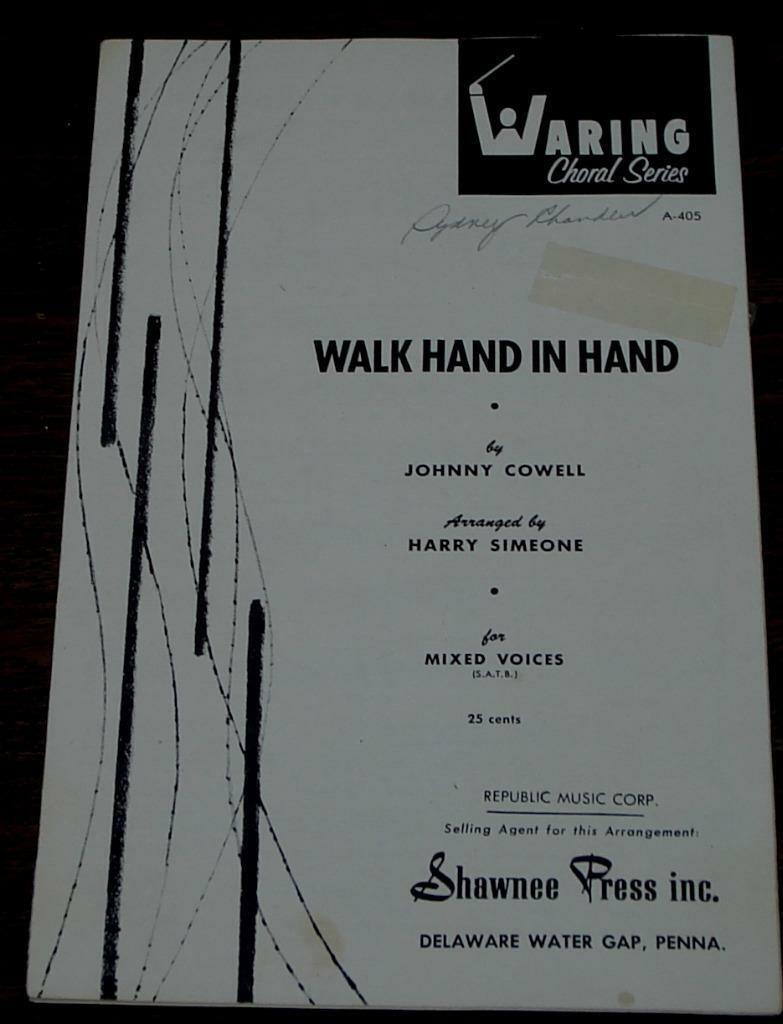 WARING
Choral Series
A-405
WALK HAND IN HAND
by
JOHNNY COWELL
Arranged by
HARRY SIMEONE
for
MIXED VOICES
(S.A.T.B.)
25 cents
REPUBLIC MUSIC CORP.
Selling Agent for this Arrangement:
Shawnee Press inc.
DELAWARE WATER GAP, PENNA.